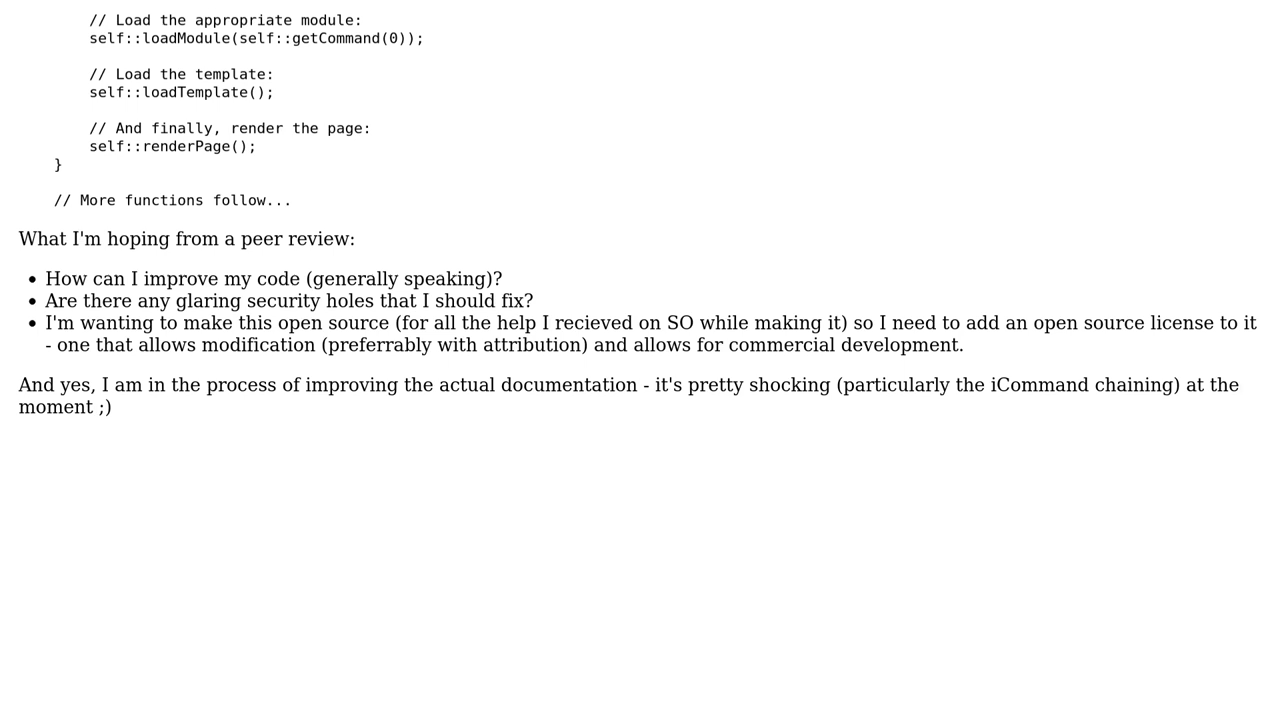 // Load the appropriate module:
self::loadModule(self::getCommand(0));
// Load the template:
self::loadTemplate();
// And finally, render the page:
self::renderPage();
}
// More functions follow...
What I'm hoping from a peer review:
• How can I improve my code (generally speaking)?
• Are there any glaring security holes that I should fix?
• I'm wanting to make this open source (for all the help I recieved on SO while making it) so I need to add an open source license to it
- one that allows modification (preferrably with attribution) and allows for commercial development.
And yes, I am in the process of improving the actual documentation - it's pretty shocking (particularly the iCommand chaining) at the
moment ;)